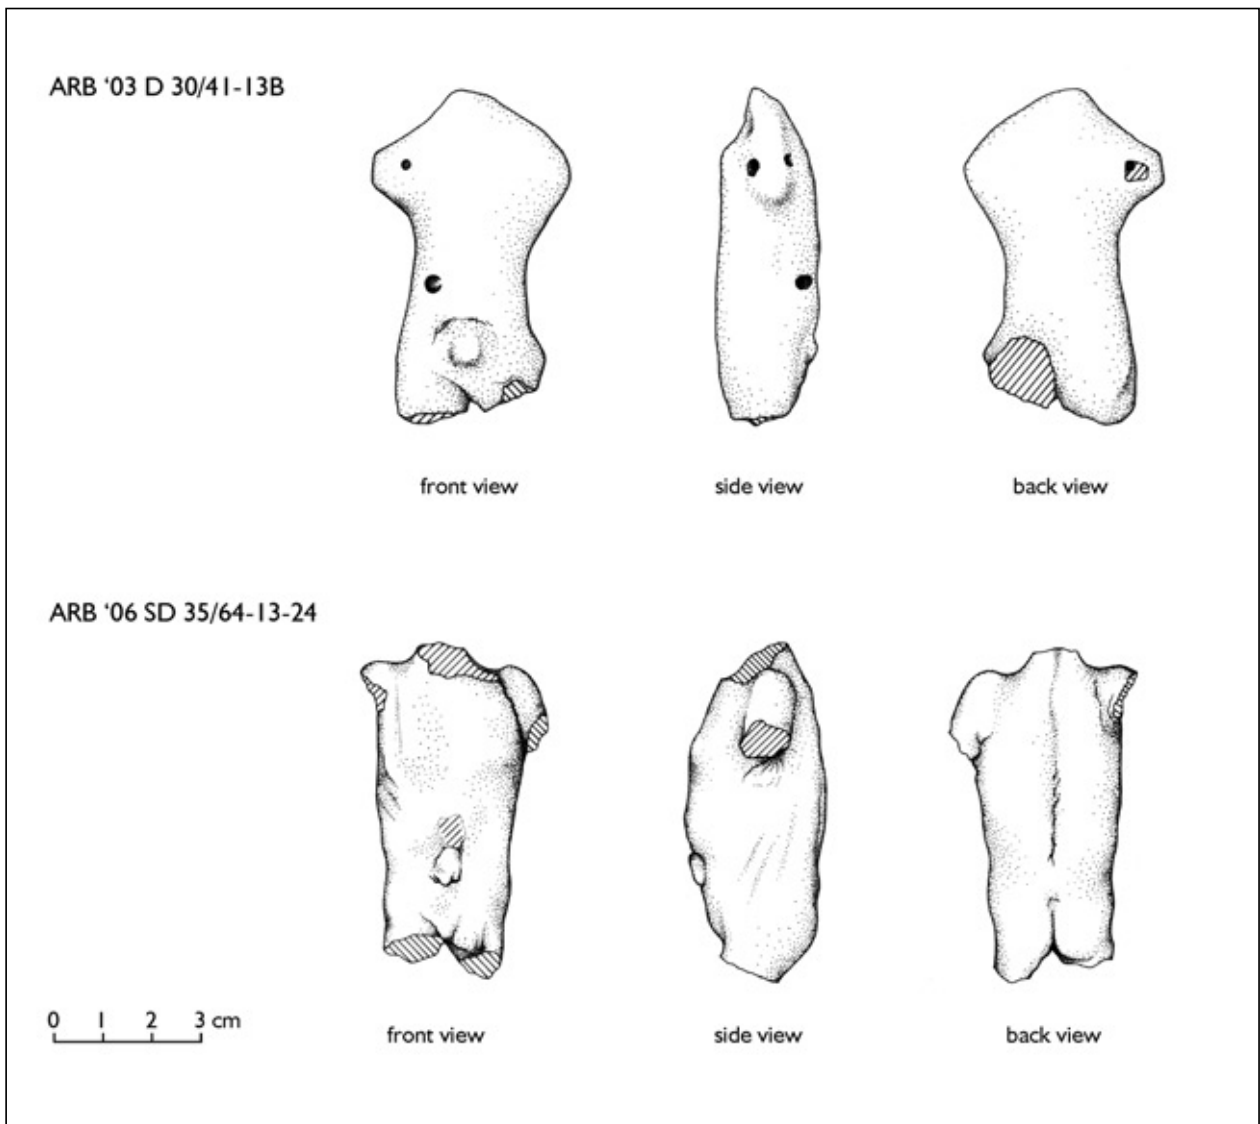 ARB ‘03 D 30/41-13B
front view side view back view
ARB ‘06 SD 35/64-13-24
0 1 2 3 cm
front view side view back view